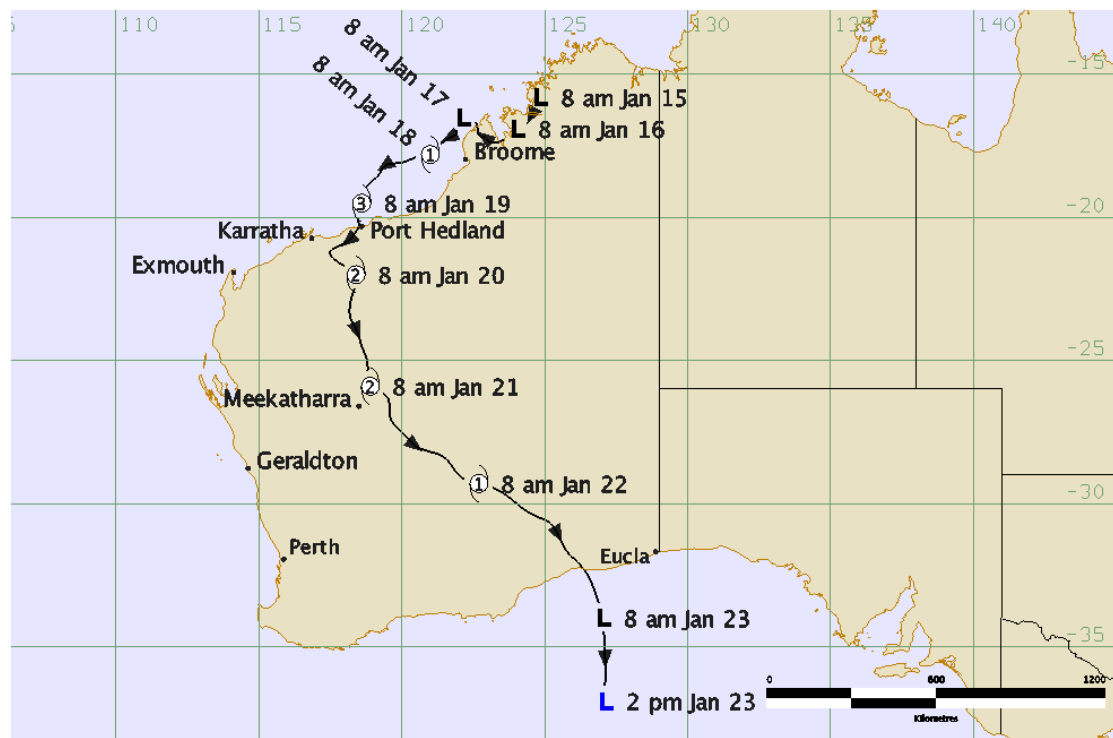 5
110
115
120
125
130
135
140
8 am Jan 17
-15
8 am Jan 18
L
8 am Jan 15
L
L
8 am Jan 16
1
Broome
3
8 am Jan 19
-20
Karratha
Port Hedland
Exmouth
2
8 am Jan 20
-25
2
8 am Jan 21
Meekatharra
Geraldton
1
8 am Jan 22
-30
Perth
Eucla
L
8 am Jan 23
-35
0
600
1200
L
2 pm Jan 23
Kilometres